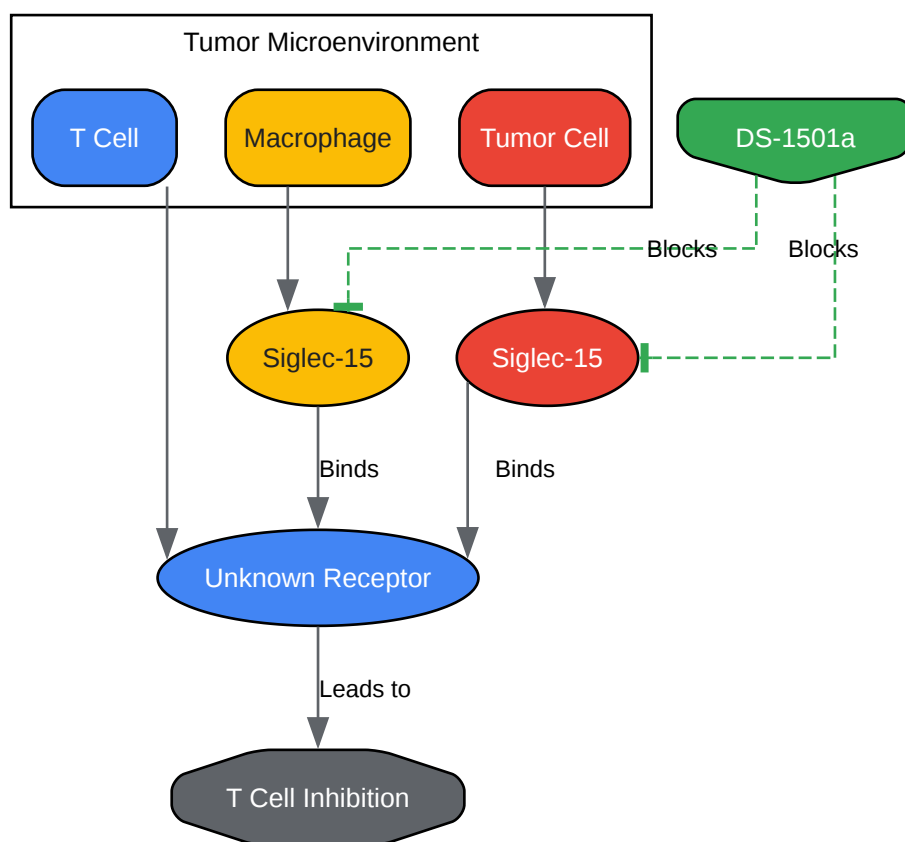 Tumor Microenvironment
T Cell
Macrophage
Tumor Cell
DS-1501a
Blocks
Blocks
Siglec-15
Siglec-15
Binds
Binds
Unknown Receptor
Leads to
T Cell Inhibition